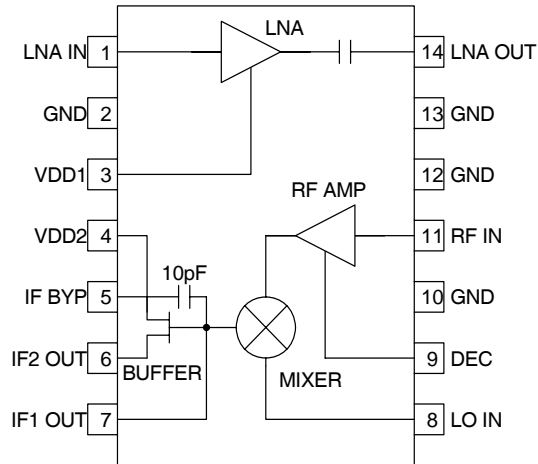 LNA
LNA IN 1
14 LNA OUT
GND 2
13 GND
VDD1 3
12 GND
RF AMP
VDD2 4
11 RF IN
10pF
IF BYP 5
10 GND
IF2 OUT 6
BUFFER
MIXER
9 DEC
IF1 OUT 7
8 LO IN